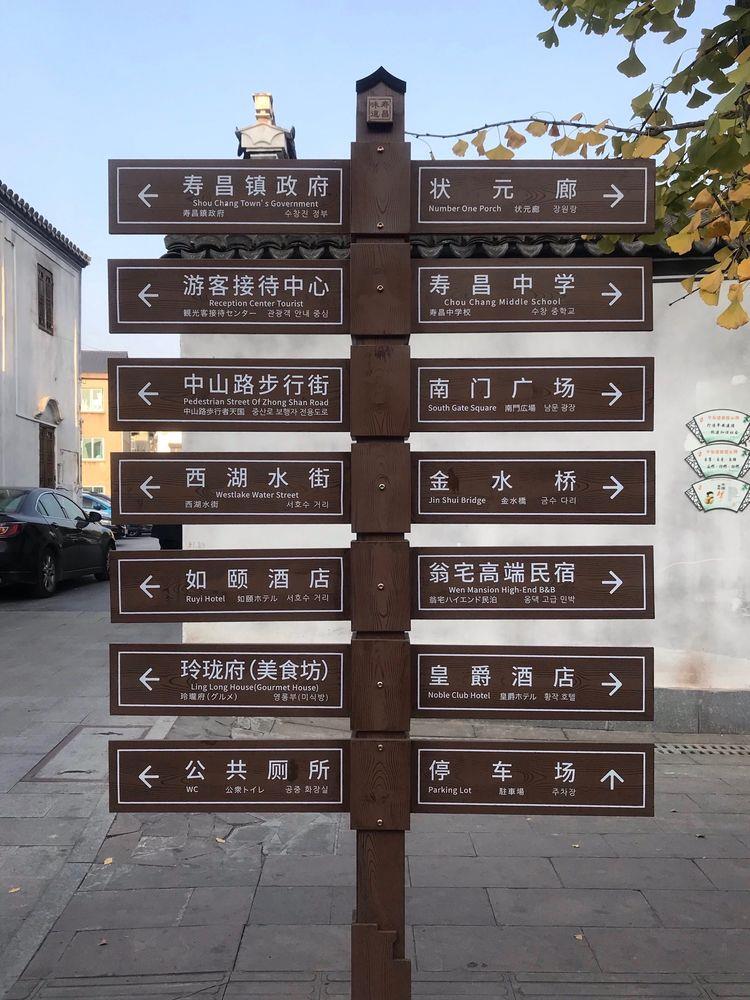 寿昌
味道
寿昌镇政府
Shou Chang Town's Government
寿昌鎮政府 수창진 정부
状元廊
Number One Porch 状元廊 장원랑
游客接待中心
Reception Center Tourist
観光客接待センター 관광객 안내 중심
寿昌中学
Chou Chang Middle School
寿昌中学校 수창 중학교
中山路步行街
Pedestrian Street Of Zhong Shan Road
中山路歩行者天国 중산로 보행자 전용도로
南门广场
South Gate Square 南門広場 남문 광장
西湖水街
Westlake Water Street
西湖水街 서호수 거리
金水桥
Jin Shui Bridge 金水橋 금수 다리
如颐酒店
Ruyi Hotel 如頤ホテル 서호수 거리
翁宅高端民宿
Wen Mansion High-End B&B
翁宅ハイエンド民泊 옹댁 고급 민박
玲珑府(美食坊)
Ling Long House(Gourmet House)
玲瓏府(グルメ) 영롱부(미식방)
皇爵酒店
Noble Club Hotel 皇爵ホテル 황작 호텔
公共厕所
WC 公衆トイレ 공중 화장실
停车场
Parking Lot 駐車場 주차장